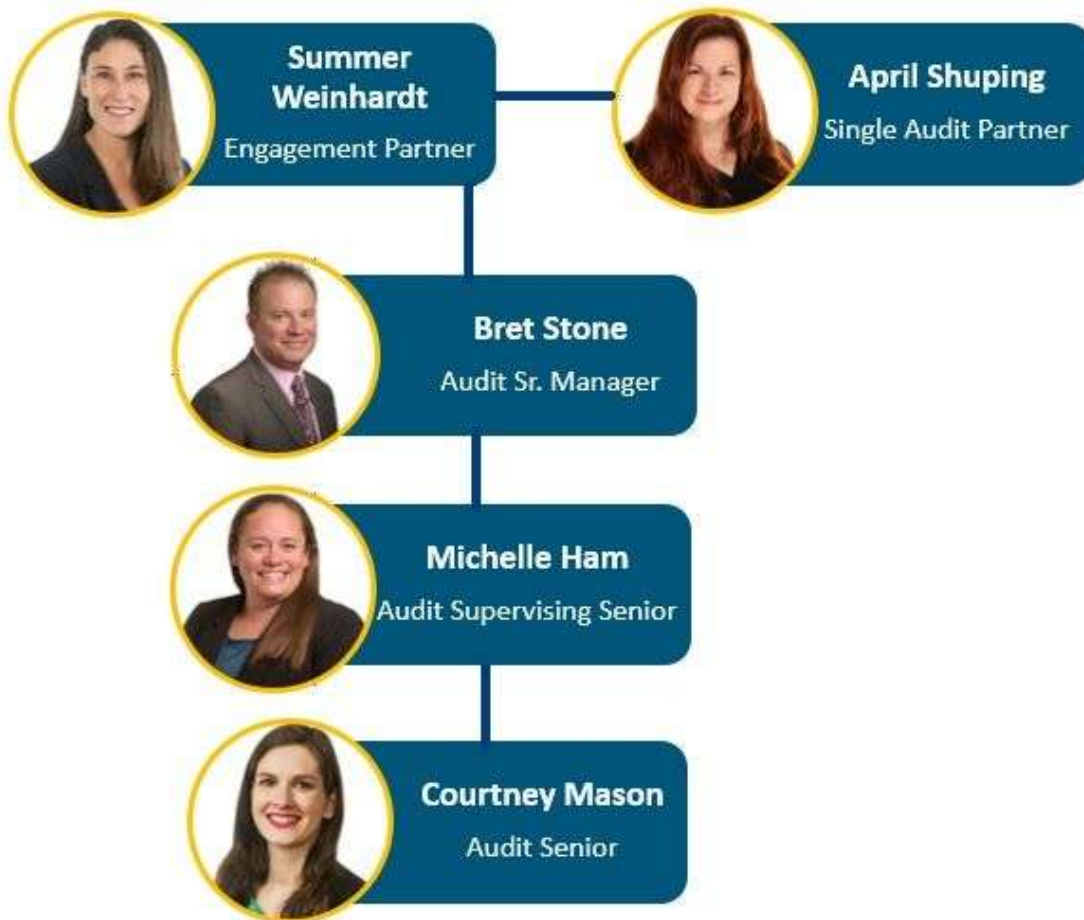 Summer
Weinhardt
Engagement Partner
April Shuping
Single Audit Partner
Bret Stone
Audit Sr. Manager
Michelle Ham
Audit Supervising Senior
Courtney Mason
Audit Senior